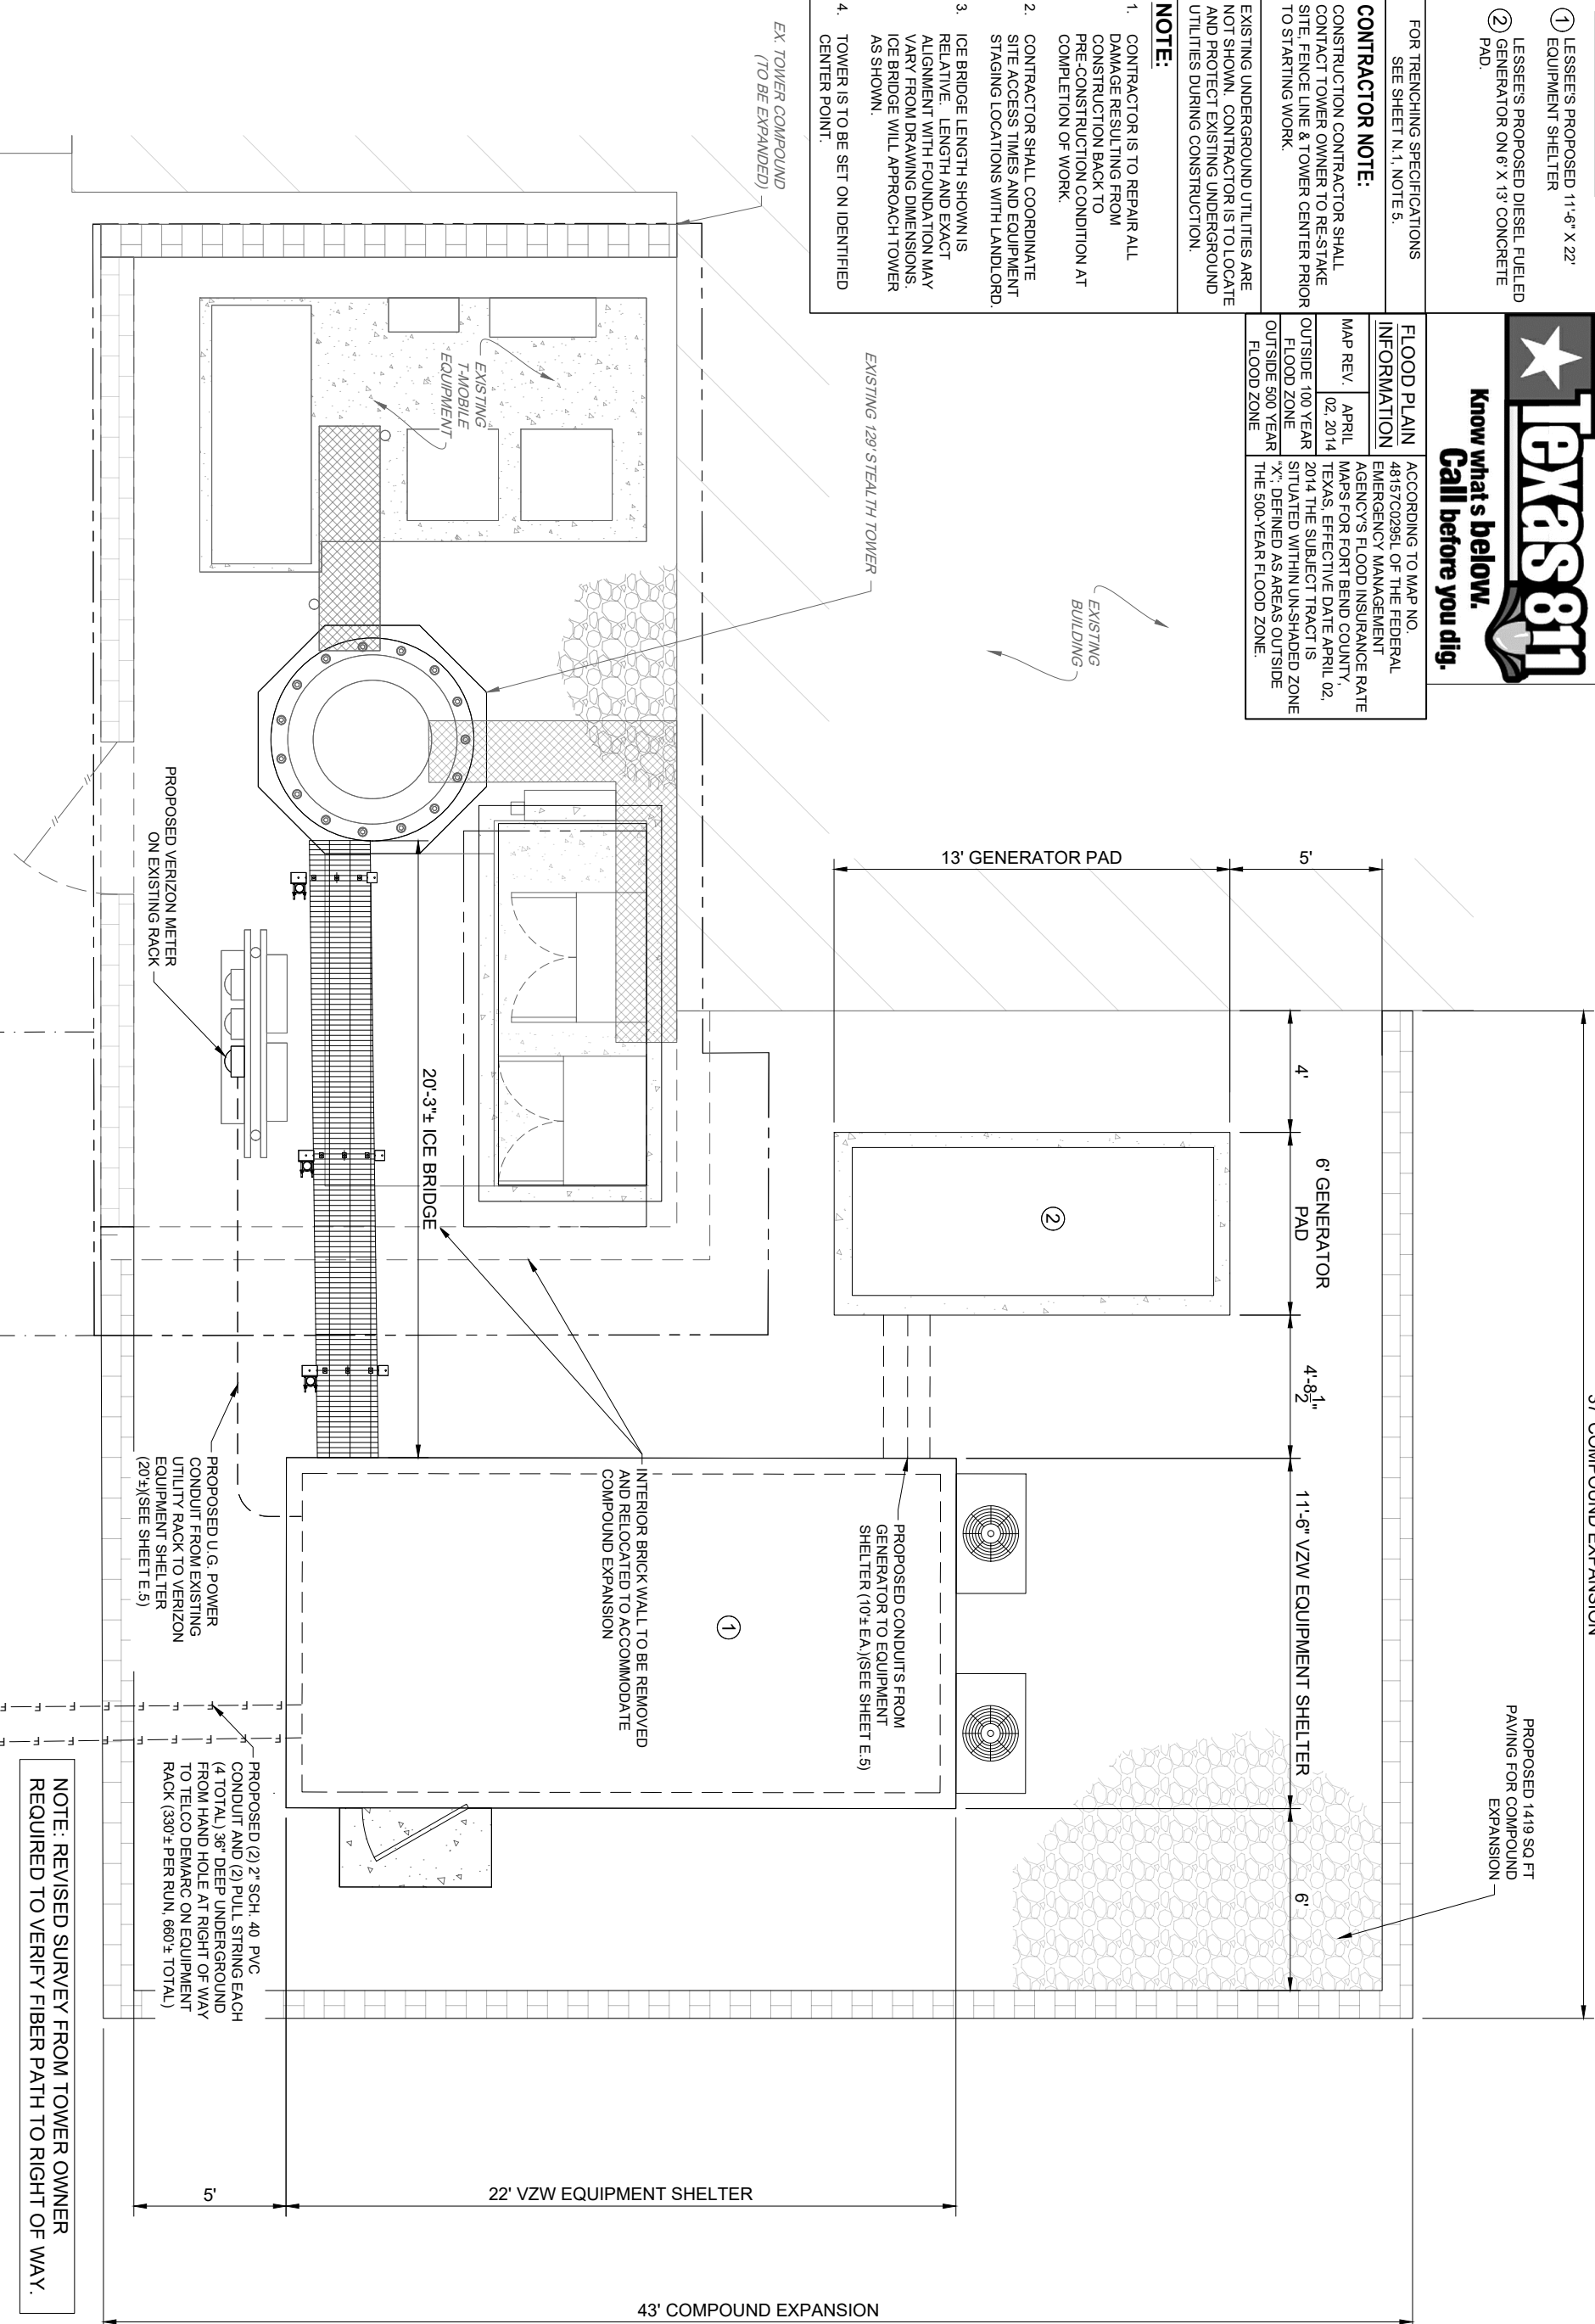 ① LESSEE'S PROPOSED 11'-6" X 22'
EQUIPMENT SHELTER
LESSEE'S PROPOSED DIESEL FUELED
② GENERATOR ON 6' X 13' CONCRETE
PAD.
FOR TRENCHING SPECIFICATIONS
SEE SHEET N.1, NOTE 5.
CONTRACTOR NOTE:
CONSTRUCTION CONTRACTOR SHALL
CONTACT TOWER OWNER TO RE-STAKE
SITE, FENCE LINE & TOWER CENTER PRIOR
TO STARTING WORK.
EXISTING UNDERGROUND UTILITIES ARE
NOT SHOWN. CONTRACTOR IS TO LOCATE
AND PROTECT EXISTING UNDERGROUND
UTILITIES DURING CONSTRUCTION.
NOTE:
1. CONTRACTOR IS TO REPAIR ALL
DAMAGE RESULTING FROM
CONSTRUCTION BACK TO
PRE-CONSTRUCTION CONDITION AT
COMPLETION OF WORK.
2. CONTRACTOR SHALL COORDINATE
SITE ACCESS TIMES AND EQUIPMENT
STAGING LOCATIONS WITH LANDLORD.
3. ICE BRIDGE LENGTH SHOWN IS
RELATIVE. LENGTH AND EXACT
ALIGNMENT WITH FOUNDATION MAY
VARY FROM DRAWING DIMENSIONS.
ICE BRIDGE WILL APPROACH TOWER
AS SHOWN.
4. TOWER IS TO BE SET ON IDENTIFIED
CENTER POINT.
Texas811
Know what's below.
Call before you dig.
FLOOD PLAIN
INFORMATION
MAP REV.
APRIL
02, 2014
OUTSIDE 100 YEAR
FLOOD ZONE
OUTSIDE 500 YEAR
FLOOD ZONE
ACCORDING TO MAP NO.
48157C0295L OF THE FEDERAL
EMERGENCY MANAGEMENT
AGENCY'S FLOOD INSURANCE RATE
MAPS FOR FORT BEND COUNTY,
TEXAS, EFFECTIVE DATE APRIL 02,
2014 THE SUBJECT TRACT IS
SITUATED WITHIN UN-SHADED ZONE
"X"; DEFINED AS AREAS OUTSIDE
THE 500-YEAR FLOOD ZONE.
37' COMPOUND EXPANSION
PROPOSED 1419 SQ FT
PAVING FOR COMPOUND
EXPANSION
4'
6' GENERATOR
PAD
4'-8 1/2"
11'-6" VZW EQUIPMENT SHELTER
6'
5'
13' GENERATOR PAD
②
EXISTING
BUILDING
EX. TOWER COMPOUND
(TO BE EXPANDED)
EXISTING 129' STEALTH TOWER
EXISTING
T-MOBILE
EQUIPMENT
PROPOSED CONDUITS FROM
GENERATOR TO EQUIPMENT
SHELTER (10'± EA.)(SEE SHEET E.5)
①
INTERIOR BRICK WALL TO BE REMOVED
AND RELOCATED TO ACCOMMODATE
COMPOUND EXPANSION
20'-3"± ICE BRIDGE
PROPOSED VERIZON METER
ON EXISTING RACK
PROPOSED U.G. POWER
CONDUIT FROM EXISTING
UTILITY RACK TO VERIZON
EQUIPMENT SHELTER
(20'±)(SEE SHEET E.5)
PROPOSED (2) 2" SCH. 40 PVC
CONDUIT AND (2) PULL STRING EACH
(4 TOTAL) 36" DEEP UNDERGROUND
FROM HAND HOLE AT RIGHT OF WAY
TO TELCO DEMARC ON EQUIPMENT
RACK (330'± PER RUN, 660'± TOTAL)
5'
22' VZW EQUIPMENT SHELTER
43' COMPOUND EXPANSION
NOTE: REVISED SURVEY FROM TOWER OWNER
REQUIRED TO VERIFY FIBER PATH TO RIGHT OF WAY.